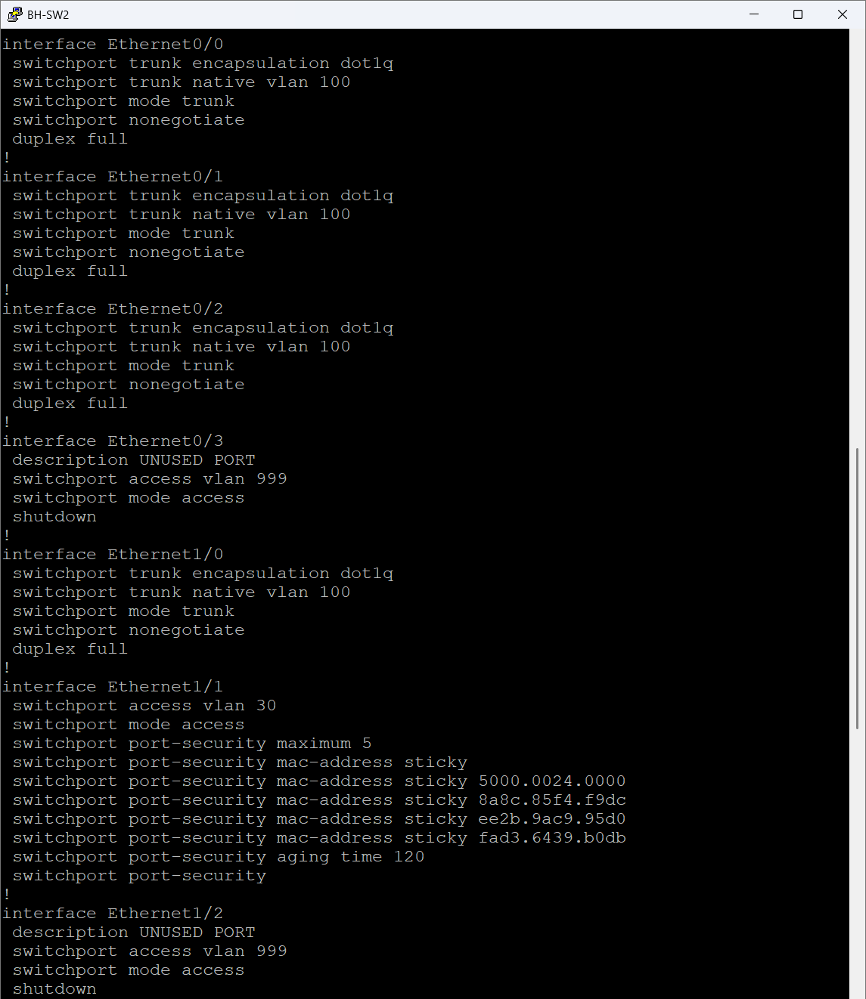 BH-SW2
interface Ethernet0/0
 switchport trunk encapsulation dot1q
 switchport trunk native vlan 100
 switchport mode trunk
 switchport nonegotiate
 duplex full
!
interface Ethernet0/1
 switchport trunk encapsulation dot1q
 switchport trunk native vlan 100
 switchport mode trunk
 switchport nonegotiate
 duplex full
!
interface Ethernet0/2
 switchport trunk encapsulation dot1q
 switchport trunk native vlan 100
 switchport mode trunk
 switchport nonegotiate
 duplex full
!
interface Ethernet0/3
 description UNUSED PORT
 switchport access vlan 999
 switchport mode access
 shutdown
!
interface Ethernet1/0
 switchport trunk encapsulation dot1q
 switchport trunk native vlan 100
 switchport mode trunk
 switchport nonegotiate
 duplex full
!
interface Ethernet1/1
 switchport access vlan 30
 switchport mode access
 switchport port-security maximum 5
 switchport port-security mac-address sticky
 switchport port-security mac-address sticky 5000.0024.0000
 switchport port-security mac-address sticky 8a8c.85f4.f9dc
 switchport port-security mac-address sticky ee2b.9ac9.95d0
 switchport port-security mac-address sticky fad3.6439.b0db
 switchport port-security aging time 120
 switchport port-security
!
interface Ethernet1/2
 description UNUSED PORT
 switchport access vlan 999
 switchport mode access
 shutdown